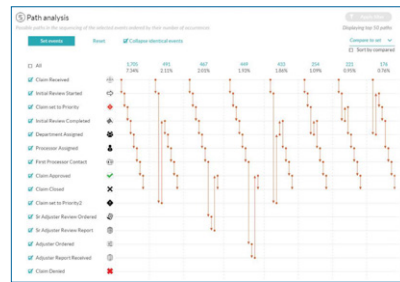 Path analysis
Possible paths in the sequencing of the selected events ordered by their number of occurrences
Displaying top 10 paths
Set events
Reset
Collapse identical events
Compare to set
Sort by compared
All
1,705 491 467 449 433 254 221 176
7.34% 2.11% 2.01% 1.93% 1.86% 1.09% 0.95% 0.76%
Claim Received
Initial Review Started
Claim set to Priority
Initial Review Completed
Department Assigned
Processor Assigned
First Processor Contact
Claim Approved
Claim Closed
Claim set to Priority2
Sr Adjuster Review Ordered
Sr Adjuster Review Report
Adjuster Ordered
Adjuster Report Received
Claim Denied